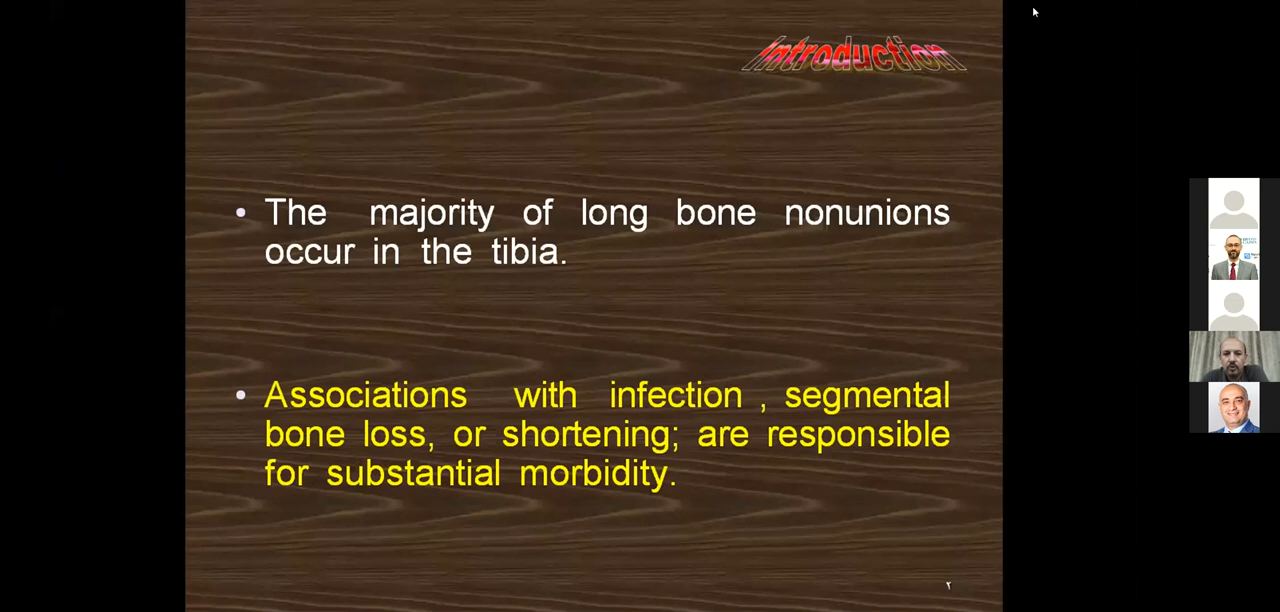 Introduction
• The majority of long bone nonunions
occur in the tibia.
• Associations with infection , segmental
bone loss, or shortening; are responsible
for substantial morbidity.
٢